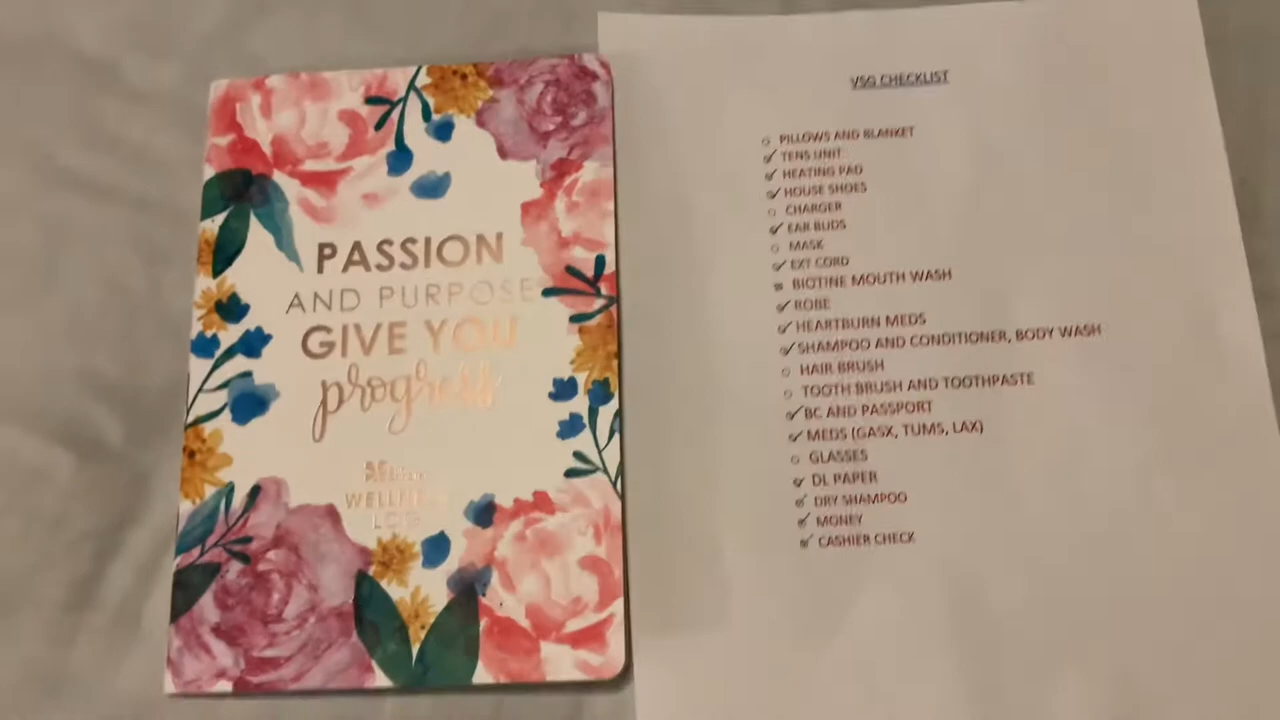 PASSION
AND PURPOSE
GIVE YOU
progress
WELLNESS
LOG
VSG CHECKLIST
PILLOWS AND BLANKET
TENS UNIT
HEATING PAD
HOUSE SHOES
CHARGER
EAR BUDS
MASK
EXT CORD
BIOTINE MOUTH WASH
ROBE
HEARTBURN MEDS
SHAMPOO AND CONDITIONER, BODY WASH
HAIR BRUSH
TOOTH BRUSH AND TOOTHPASTE
BC AND PASSPORT
MEDS (GASX, TUMS, LAX)
GLASSES
DL PAPER
DRY SHAMPOO
MONEY
CASHIER CHECK